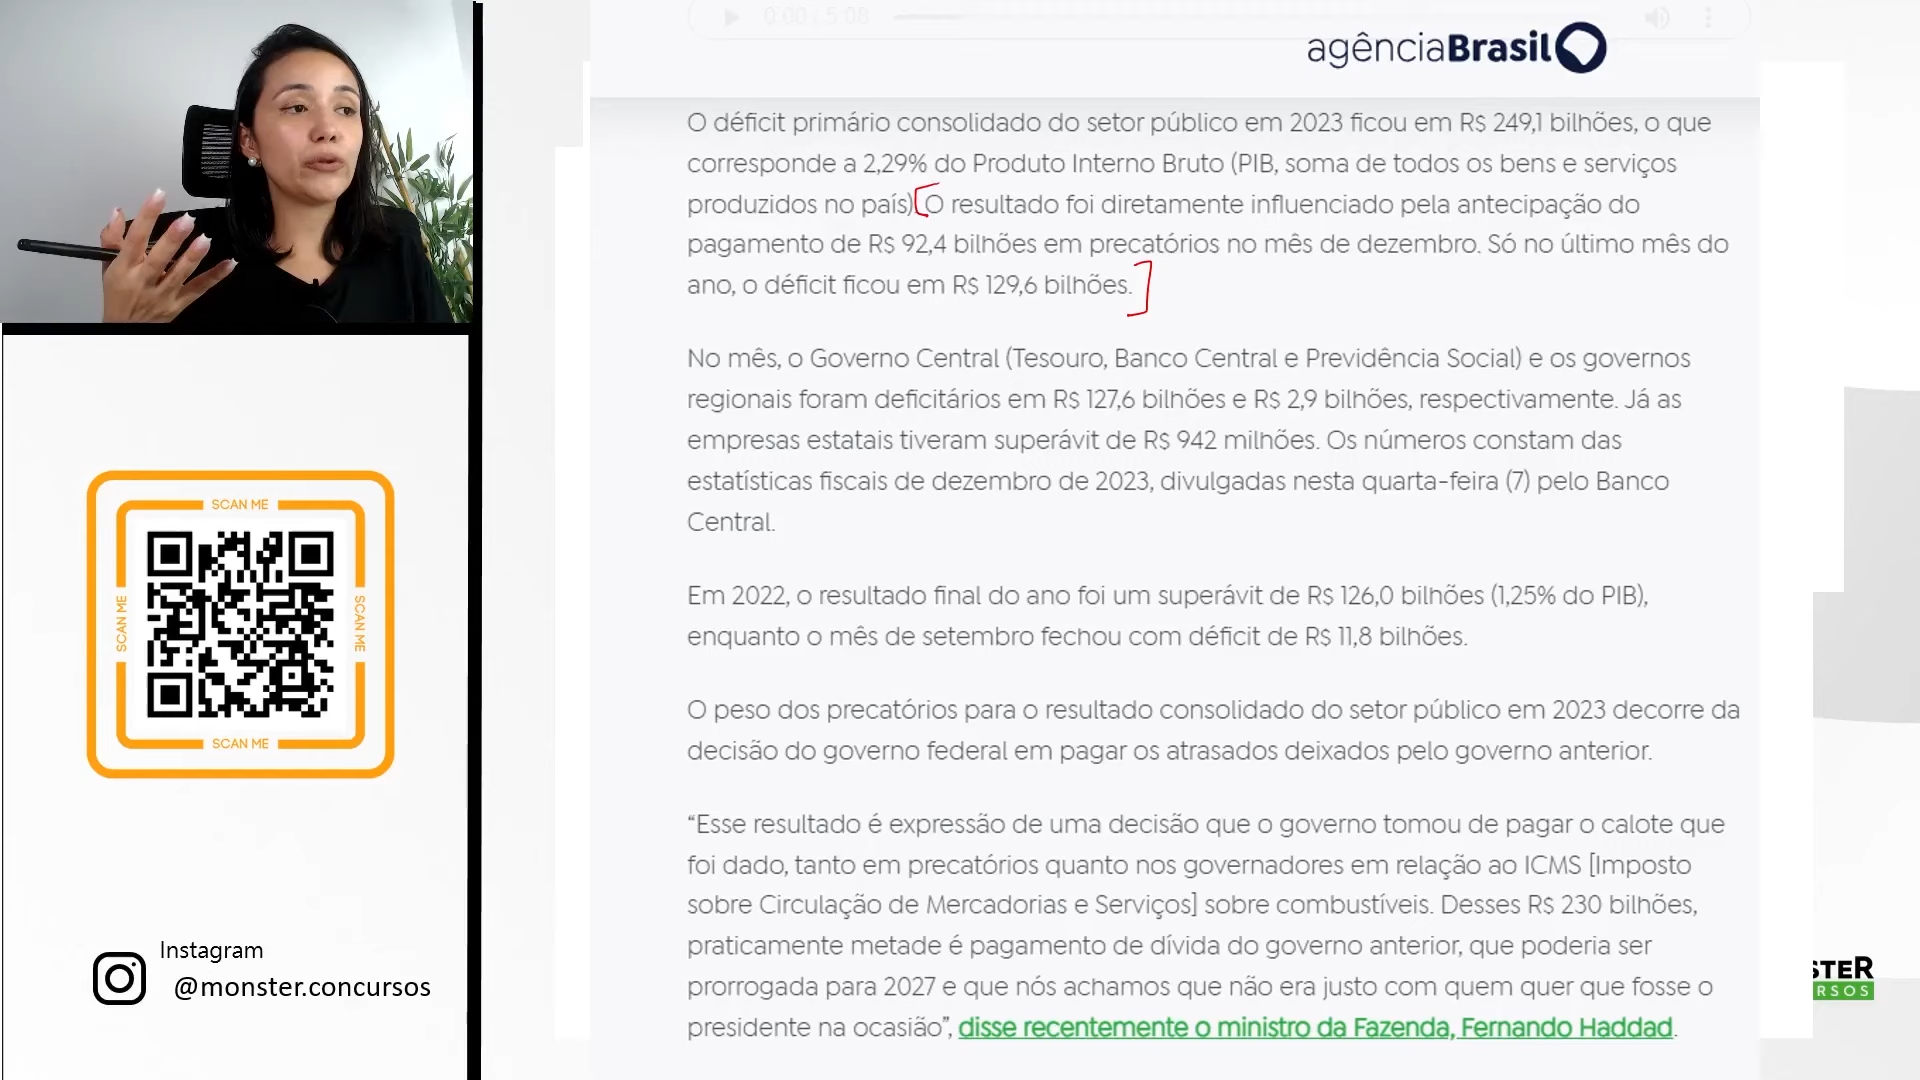 0:00 / 5:08
agênciaBrasil
O déficit primário consolidado do setor público em 2023 ficou em R$ 249,1 bilhões, o que
corresponde a 2,29% do Produto Interno Bruto (PIB, soma de todos os bens e serviços
produzidos no país). O resultado foi diretamente influenciado pela antecipação do
pagamento de R$ 92,4 bilhões em precatórios no mês de dezembro. Só no último mês do
ano, o déficit ficou em R$ 129,6 bilhões.
No mês, o Governo Central (Tesouro, Banco Central e Previdência Social) e os governos
regionais foram deficitários em R$ 127,6 bilhões e R$ 2,9 bilhões, respectivamente. Já as
empresas estatais tiveram superávit de R$ 942 milhões. Os números constam das
estatísticas fiscais de dezembro de 2023, divulgadas nesta quarta-feira (7) pelo Banco
Central.
Em 2022, o resultado final do ano foi um superávit de R$ 126,0 bilhões (1,25% do PIB),
enquanto o mês de setembro fechou com déficit de R$ 11,8 bilhões.
O peso dos precatórios para o resultado consolidado do setor público em 2023 decorre da
decisão do governo federal em pagar os atrasados deixados pelo governo anterior.
“Esse resultado é expressão de uma decisão que o governo tomou de pagar o calote que
foi dado, tanto em precatórios quanto nos governadores em relação ao ICMS [Imposto
sobre Circulação de Mercadorias e Serviços] sobre combustíveis. Desses R$ 230 bilhões,
praticamente metade é pagamento de dívida do governo anterior, que poderia ser
prorrogada para 2027 e que nós achamos que não era justo com quem quer que fosse o
presidente na ocasião”, disse recentemente o ministro da Fazenda, Fernando Haddad.
SCAN ME
SCAN ME
SCAN ME
SCAN ME
Instagram
@monster.concursos
STER
RSOS